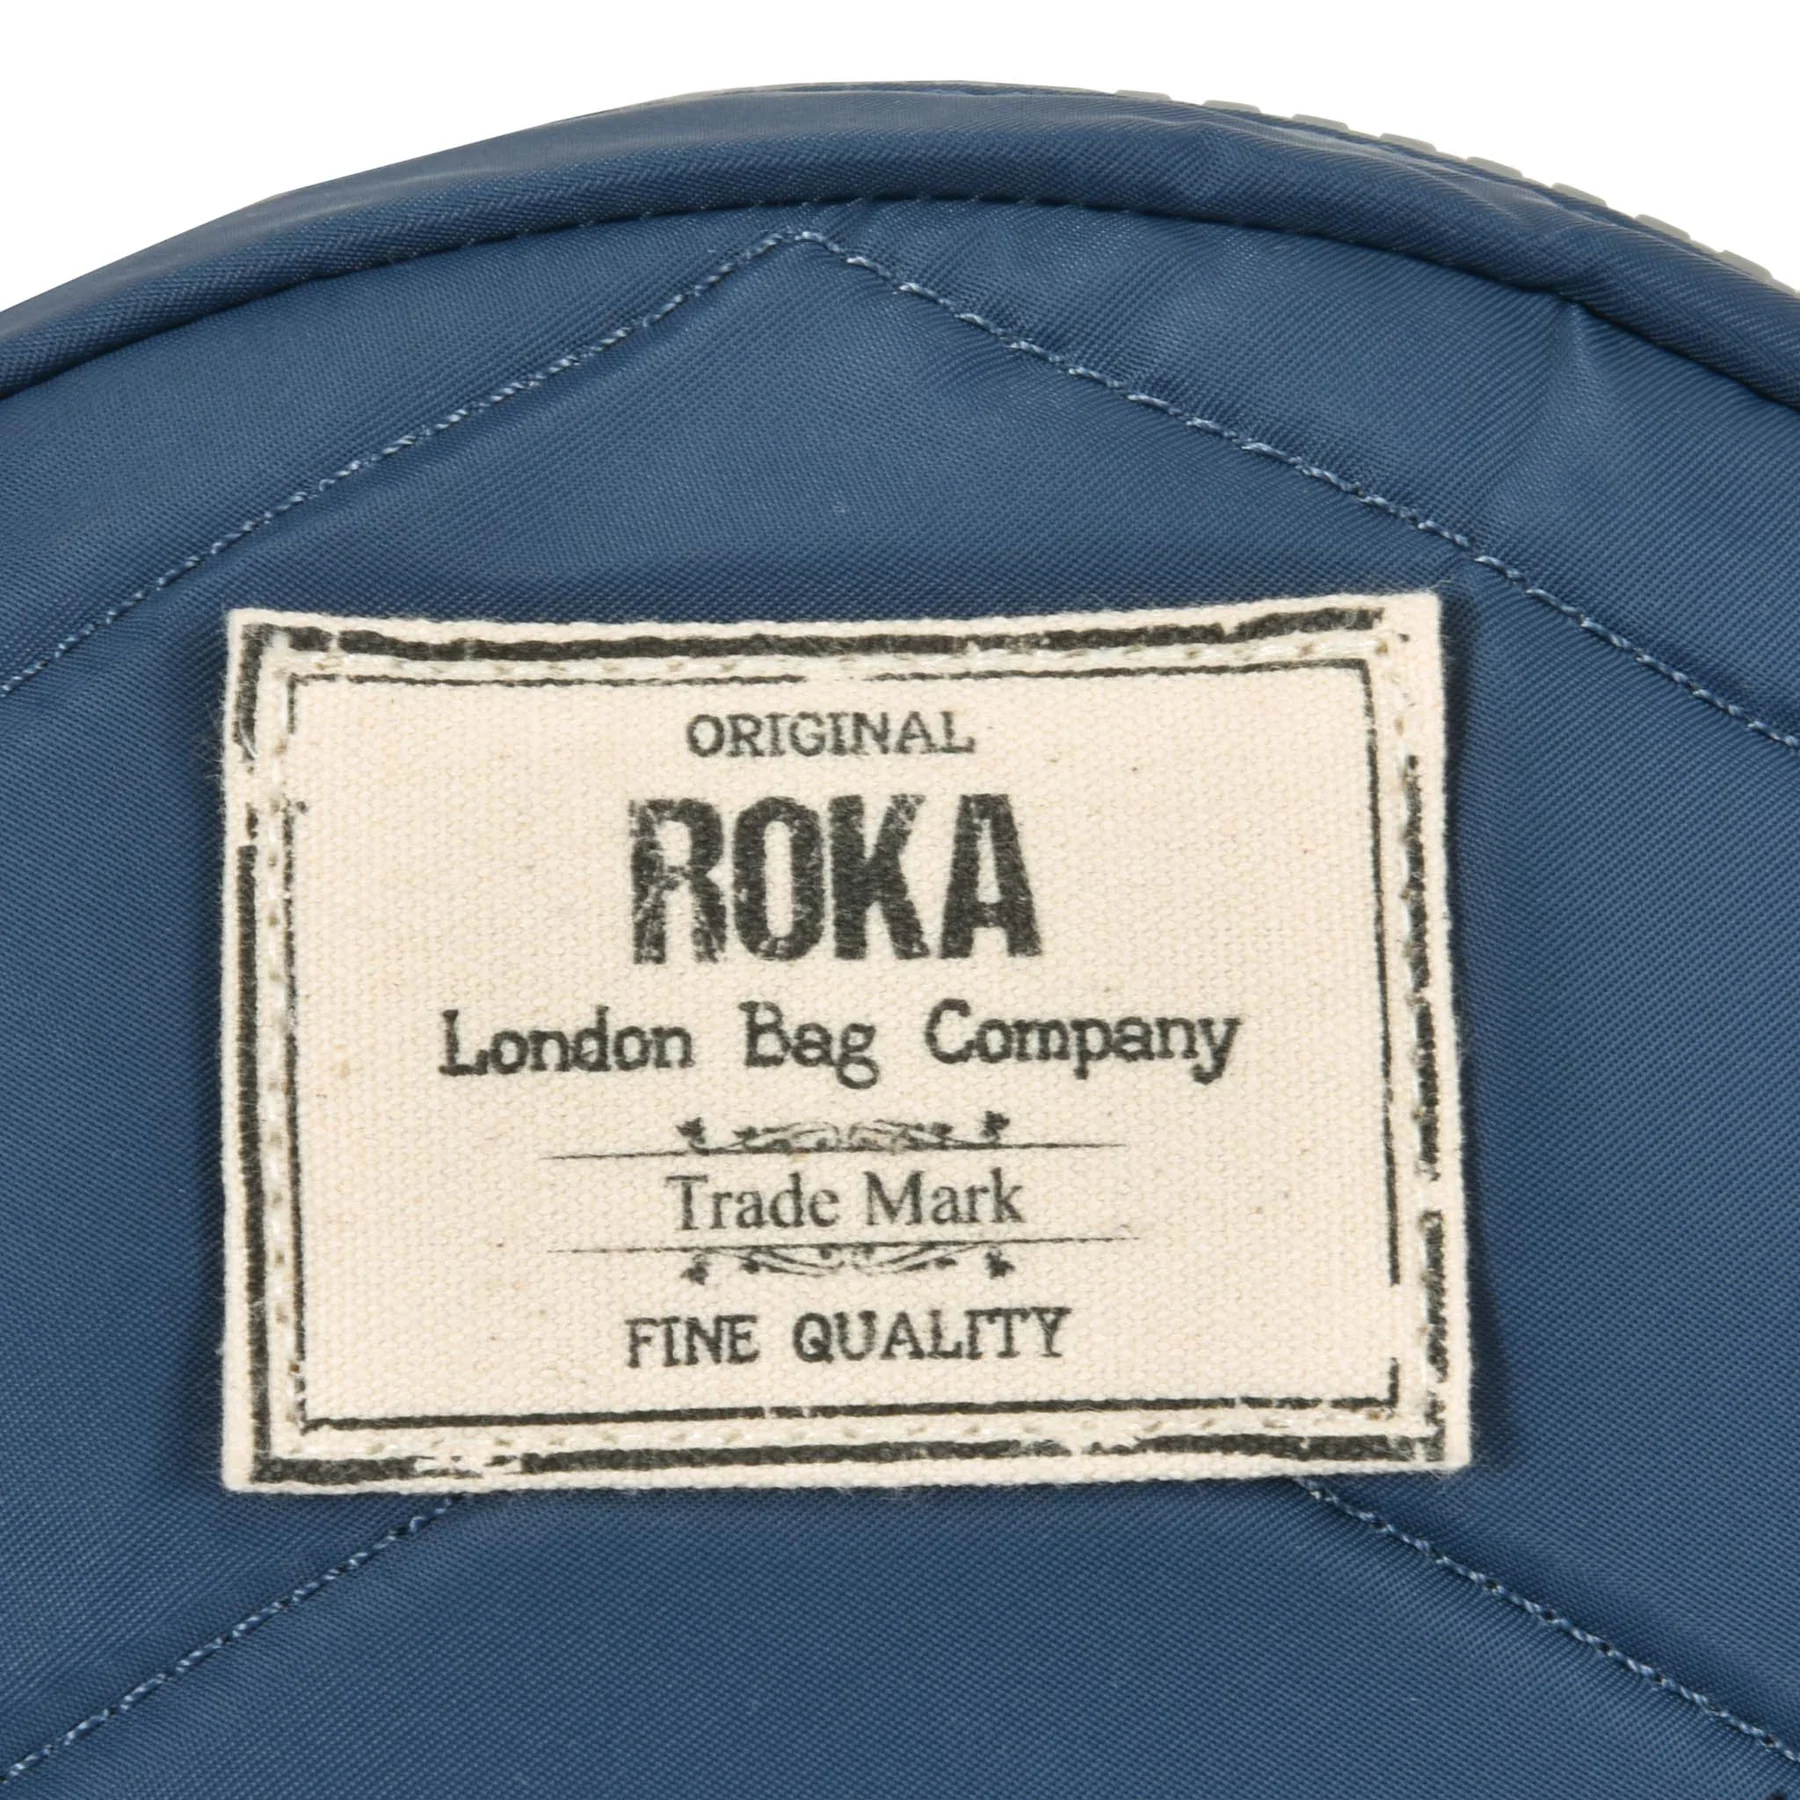 ORIGINAL
ROKA
London Bag Company
Trade Mark
FINE QUALITY